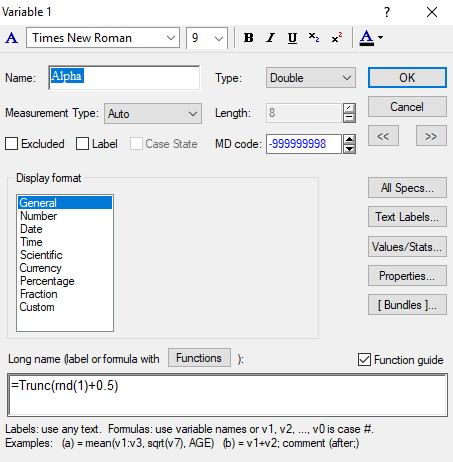 Variable 1 ? ×
A Times New Roman 9 B I U x₂ x² A
Name: Alpha Type: Double OK
Measurement Type: Auto Length: 8 Cancel
Excluded Label Case State MD code: -999999998 << >>
Display format
General
Number
Date
Time
Scientific
Currency
Percentage
Fraction
Custom
All Specs...
Text Labels...
Values/Stats...
Properties...
[ Bundles ]...
Long name (label or formula with Functions ): Function guide
=Trunc(rnd(1)+0.5)
Labels: use any text. Formulas: use variable names or v1, v2, ..., v0 is case #.
Examples: (a) = mean(v1:v3, sqrt(v7), AGE) (b) = v1+v2; comment (after;)